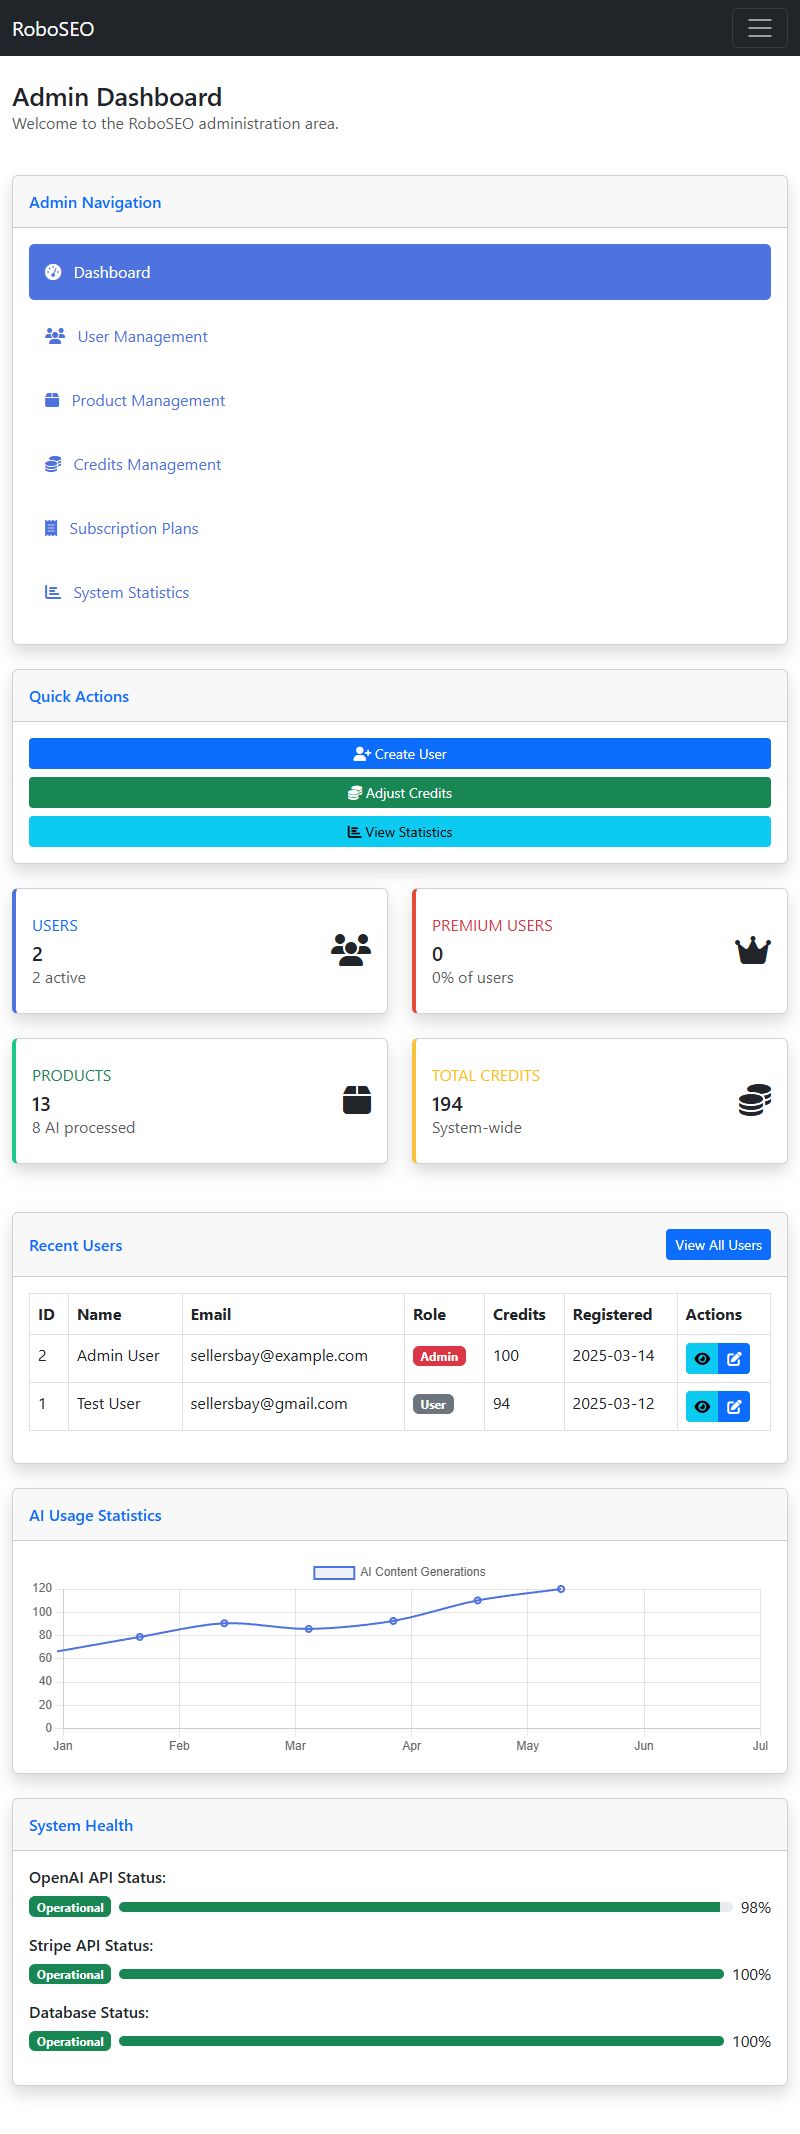 RoboSEO
Admin Dashboard
Welcome to the RoboSEO administration area.
Admin Navigation
Dashboard
User Management
Product Management
Credits Management
Subscription Plans
System Statistics
Quick Actions
Create User
Adjust Credits
View Statistics
USERS
2
2 active
PREMIUM USERS
0
0% of users
PRODUCTS
13
8 AI processed
TOTAL CREDITS
194
System-wide
Recent Users
View All Users
ID Name Email Role Credits Registered Actions
2 Admin User sellersbay@example.com Admin 100 2025-03-14
1 Test User sellersbay@gmail.com User 94 2025-03-12
AI Usage Statistics
AI Content Generations
120
100
80
60
40
20
0
Jan Feb Mar Apr May Jun Jul
System Health
OpenAI API Status:
Operational 98%
Stripe API Status:
Operational 100%
Database Status:
Operational 100%